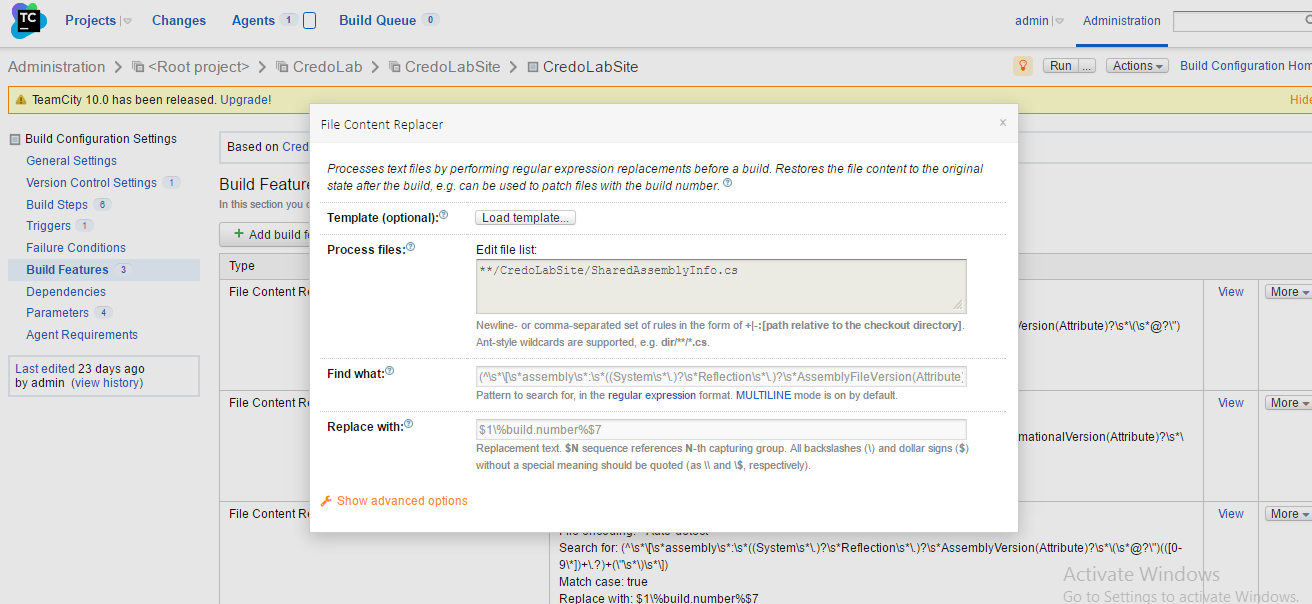 TC
Projects
Changes
Agents 1
Build Queue 0
admin
Administration
Administration
<Root project>
CredoLab
CredoLabSite
CredoLabSite
Run ...
Actions
Build Configuration Hom
TeamCity 10.0 has been released. Upgrade!
Hide
Build Configuration Settings
General Settings
Version Control Settings 1
Build Steps 6
Triggers 1
Failure Conditions
Build Features 3
Dependencies
Parameters 4
Agent Requirements
Last edited 23 days ago
by admin (view history)
Based on Cred
Build Featur
In this section you c
+ Add build f
Type
File Content Re
Version(Attribute)?\s*\(\s*@?\")
View
More
File Content Re
mationalVersion(Attribute)?\s*\
View
More
File Content Re
View
More
File Content Replacer
x
Processes text files by performing regular expression replacements before a build. Restores the file content to the original
state after the build, e.g. can be used to patch files with the build number.
Template (optional):
Load template...
Process files:
Edit file list:
**/CredoLabSite/SharedAssemblyInfo.cs
Newline- or comma-separated set of rules in the form of +|-:[path relative to the checkout directory].
Ant-style wildcards are supported, e.g. dir/**/*.cs.
Find what:
(^\s*\[\s*assembly\s*:\s*((System\s*\.)?\s*Reflection\s*\.)?\s*AssemblyFileVersion(Attribute)
Pattern to search for, in the regular expression format. MULTILINE mode is on by default.
Replace with:
$1\%build.number%$7
Replacement text. $N sequence references N-th capturing group. All backslashes (\) and dollar signs ($)
without a special meaning should be quoted (as \\ and \$, respectively).
Show advanced options
Search for: (^\s*\[\s*assembly\s*:\s*((System\s*\.)?\s*Reflection\s*\.)?\s*AssemblyVersion(Attribute)?\s*\(\s*@?\")(([0-
9\*])+\.?)+(\"\s*\)\s*\])
Match case: true
Replace with: $1\%build.number%$7
Activate Windows
Go to Settings to activate Windows.